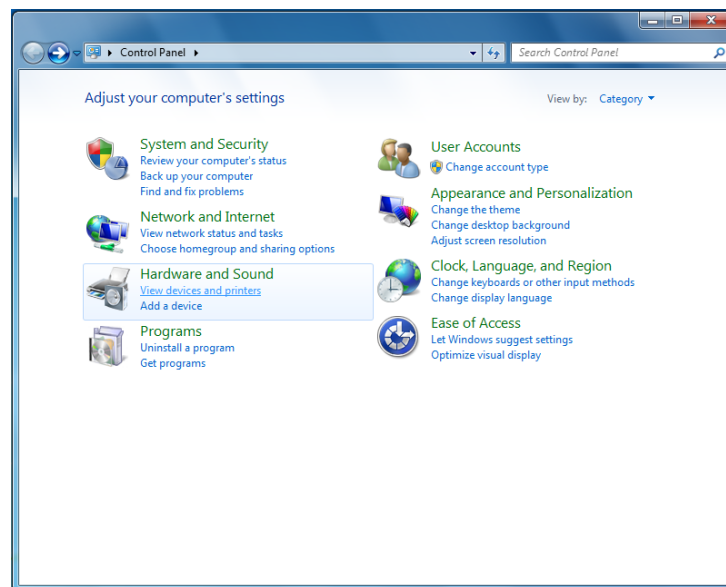 Control Panel
Search Control Panel
Adjust your computer's settings
View by: Category
System and Security
Review your computer's status
Back up your computer
Find and fix problems
Network and Internet
View network status and tasks
Choose homegroup and sharing options
Hardware and Sound
View devices and printers
Add a device
Programs
Uninstall a program
Get programs
User Accounts
Change account type
Appearance and Personalization
Change the theme
Change desktop background
Adjust screen resolution
Clock, Language, and Region
Change keyboards or other input methods
Change display language
Ease of Access
Let Windows suggest settings
Optimize visual display